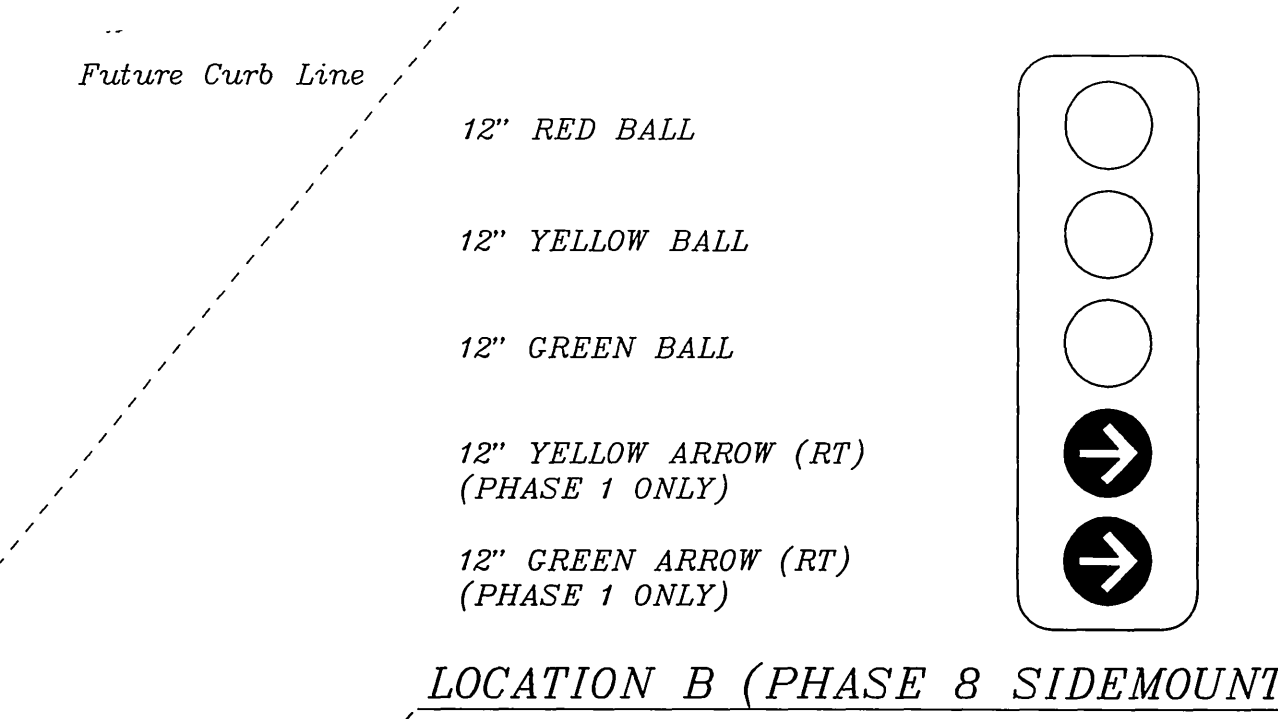 Future Curb Line
12" RED BALL
12" YELLOW BALL
12" GREEN BALL
12" YELLOW ARROW (RT)
(PHASE 1 ONLY)
12" GREEN ARROW (RT)
(PHASE 1 ONLY)
LOCATION B (PHASE 8 SIDEMOUNT